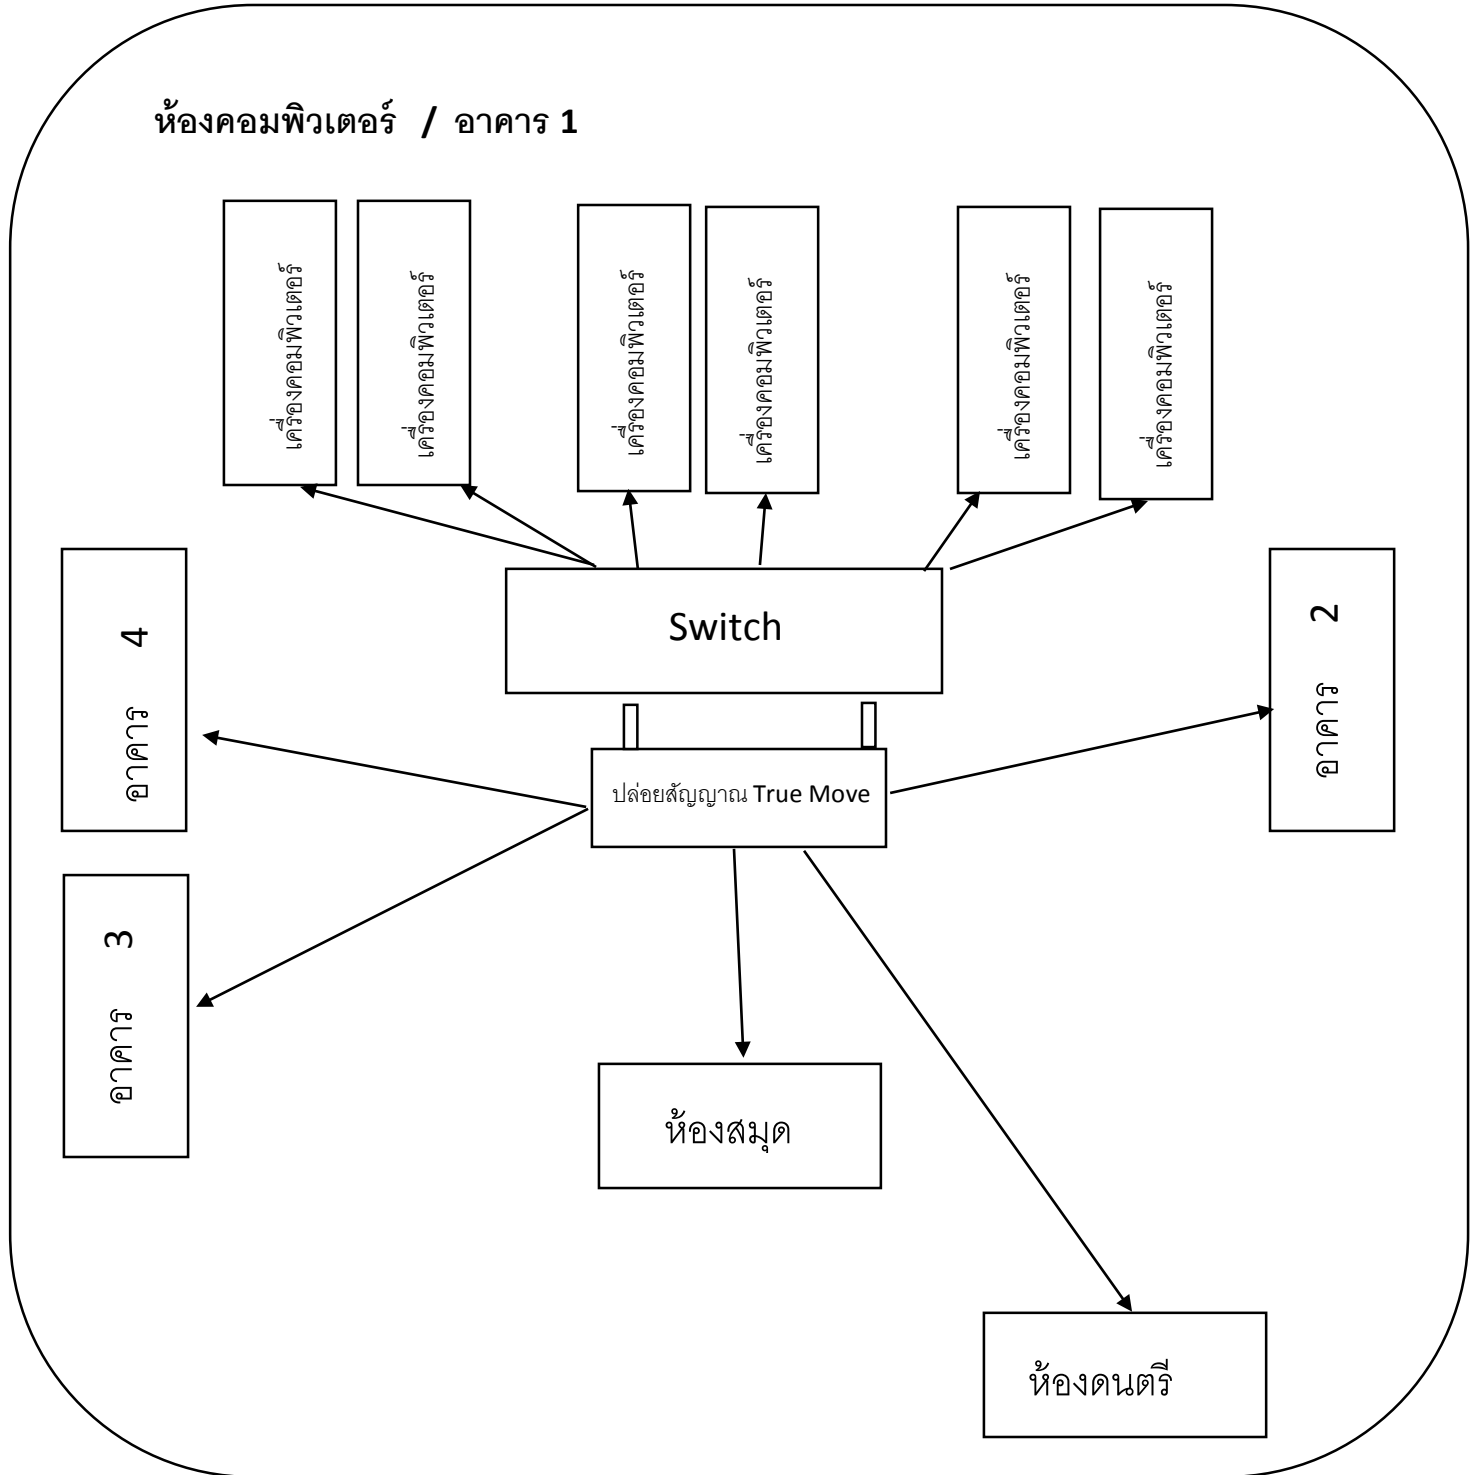 ห้องคอมพิวเตอร์ / อาคาร 1
เครื่องคอมพิวเตอร์
เครื่องคอมพิวเตอร์
เครื่องคอมพิวเตอร์
เครื่องคอมพิวเตอร์
เครื่องคอมพิวเตอร์
เครื่องคอมพิวเตอร์
Switch
อาคาร 4
อาคาร 2
ปล่อยสัญญาณ True Move
อาคาร 3
ห้องสมุด
ห้องดนตรี